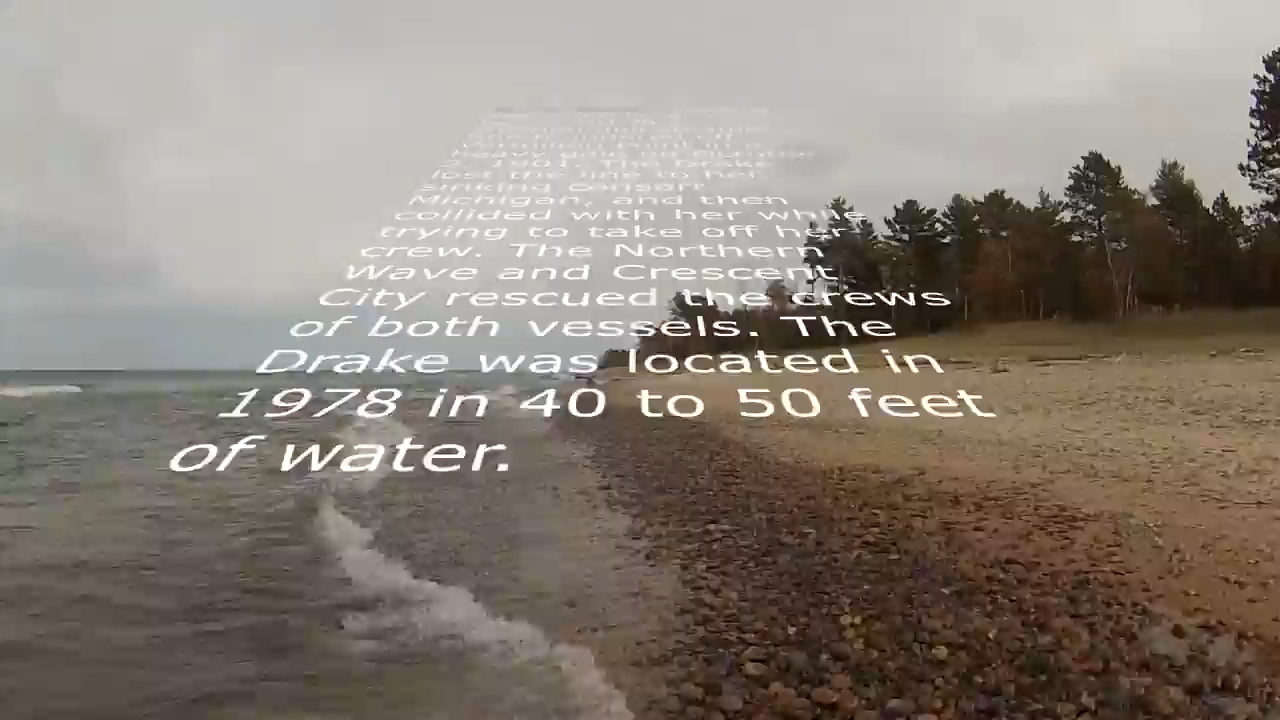 Vermilion Point in a
heavy gale on October
2, 1901. The Drake
lost the line to her
sinking consort
Michigan, and then
collided with her while
trying to take off her
crew. The Northern
Wave and Crescent
City rescued the crews
of both vessels. The
Drake was located in
1978 in 40 to 50 feet
of water.